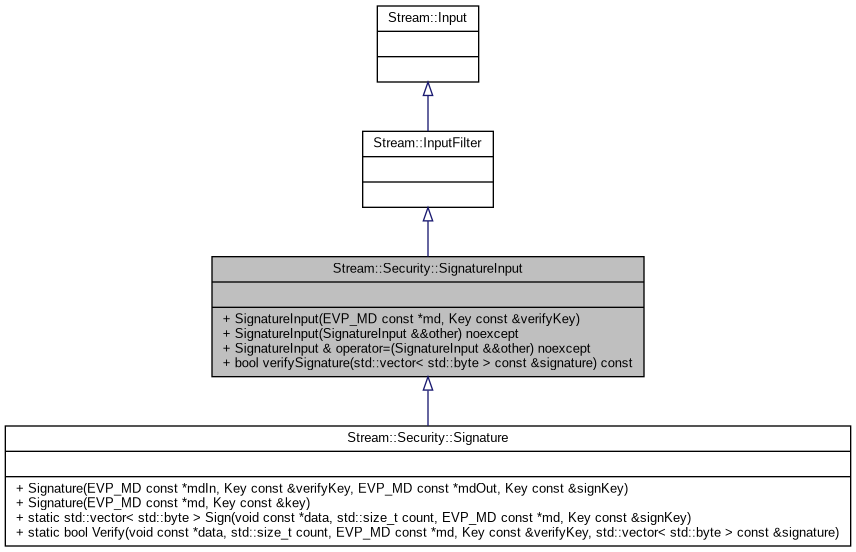 Stream::Input
Stream::InputFilter
Stream::Security::SignatureInput
+ SignatureInput(EVP_MD const *md, Key const &verifyKey)
+ SignatureInput(SignatureInput &&other) noexcept
+ SignatureInput & operator=(SignatureInput &&other) noexcept
+ bool verifySignature(std::vector< std::byte > const &signature) const
Stream::Security::Signature
+ Signature(EVP_MD const *mdIn, Key const &verifyKey, EVP_MD const *mdOut, Key const &signKey)
+ Signature(EVP_MD const *md, Key const &key)
+ static std::vector< std::byte > Sign(void const *data, std::size_t count, EVP_MD const *md, Key const &signKey)
+ static bool Verify(void const *data, std::size_t count, EVP_MD const *md, Key const &verifyKey, std::vector< std::byte > const &signature)